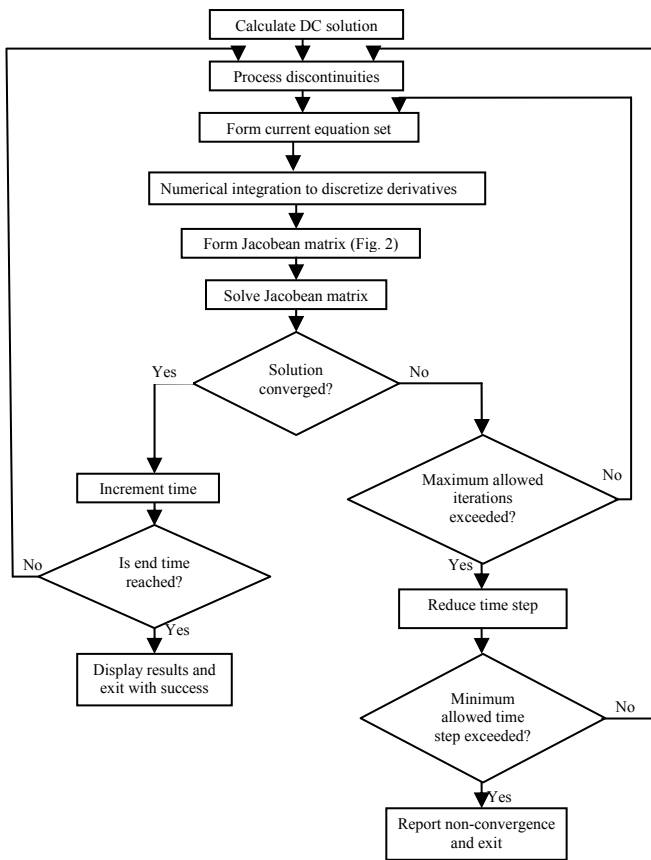 Calculate DC solution
Process discontinuities
Form current equation set
Numerical integration to discretize derivatives
Form Jacobean matrix (Fig. 2)
Solve Jacobean matrix
Solution
converged?
Yes
No
Increment time
Is end time
reached?
No
Yes
Display results and
exit with success
Maximum allowed
iterations
exceeded?
No
Yes
Reduce time step
Minimum
allowed time
step exceeded?
No
Yes
Report non-convergence
and exit